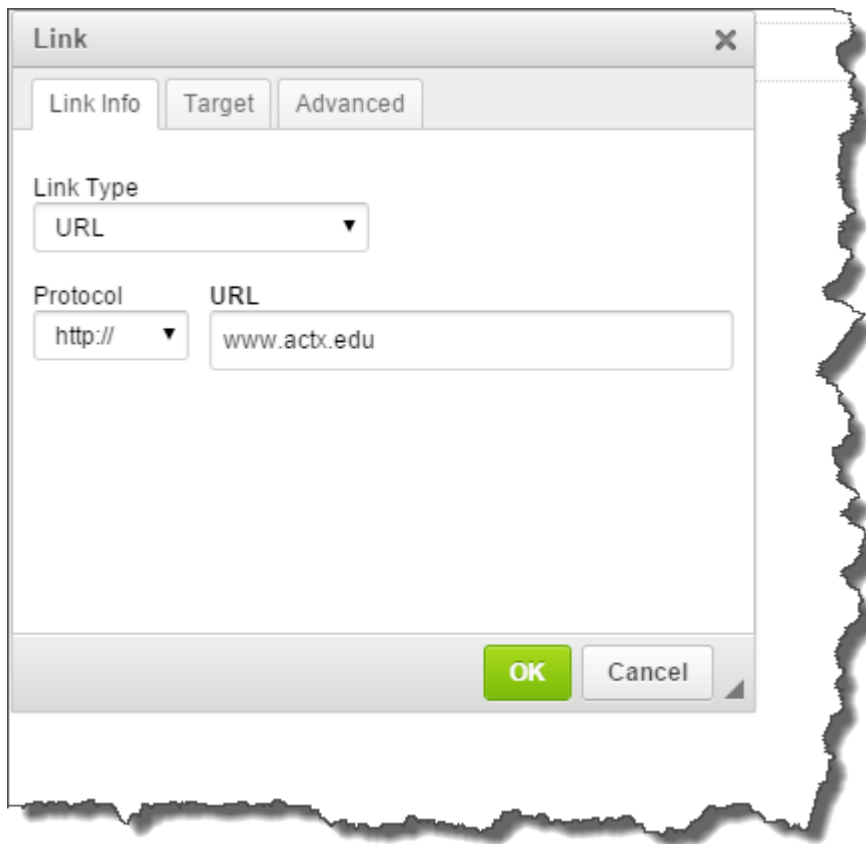 Link
Link Info Target Advanced
Link Type
URL
Protocol URL
http:// www.actx.edu
OK Cancel